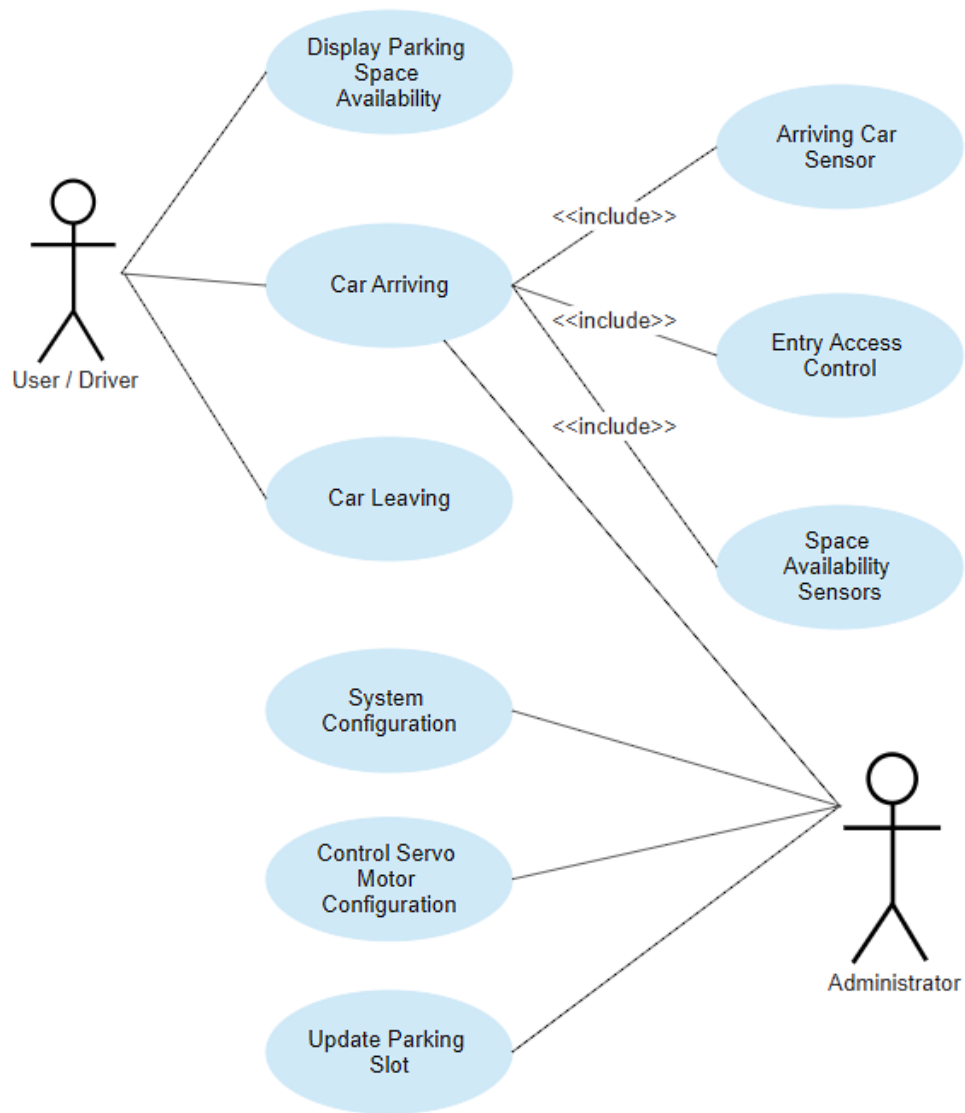 Display Parking
Space
Availability
Arriving Car
Sensor
<<include>>
Car Arriving
<<include>>
Entry Access
Control
User / Driver
<<include>>
Car Leaving
Space
Availability
Sensors
System
Configuration
Control Servo
Motor
Configuration
Administrator
Update Parking
Slot